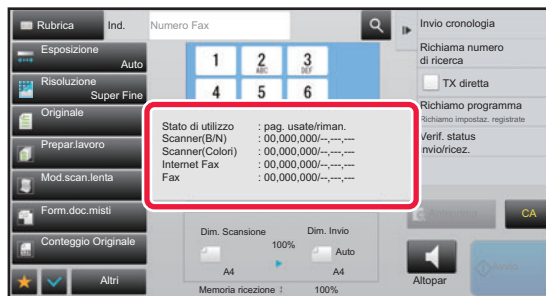 Rubrica
Ind.
Numero Fax
Invio cronologia
Esposizione
Auto
1
2
ABC
3
DEF
Richiama numero
di ricerca
Risoluzione
Super Fine
4
5
6
TX diretta
Originale
Richiamo programma
Richiamo impostaz. registrate
Stato di utilizzo : pag. usate/riman.
Scanner(B/N) : 00,000,000/--,---,---
Scanner(Colori) : 00,000,000/--,---,---
Internet Fax : 00,000,000/--,---,---
Fax : 00,000,000/--,---,---
Verif. status
invio/ricez.
Prepar.lavoro
Mod.scan.lenta
Form.doc.misti
Anteprima
CA
Conteggio Originale
Dim. Scansione
Dim. Invio
100%
Auto
A4
A4
Altopar
Avvio
Altri
Memoria ricezione : 100%